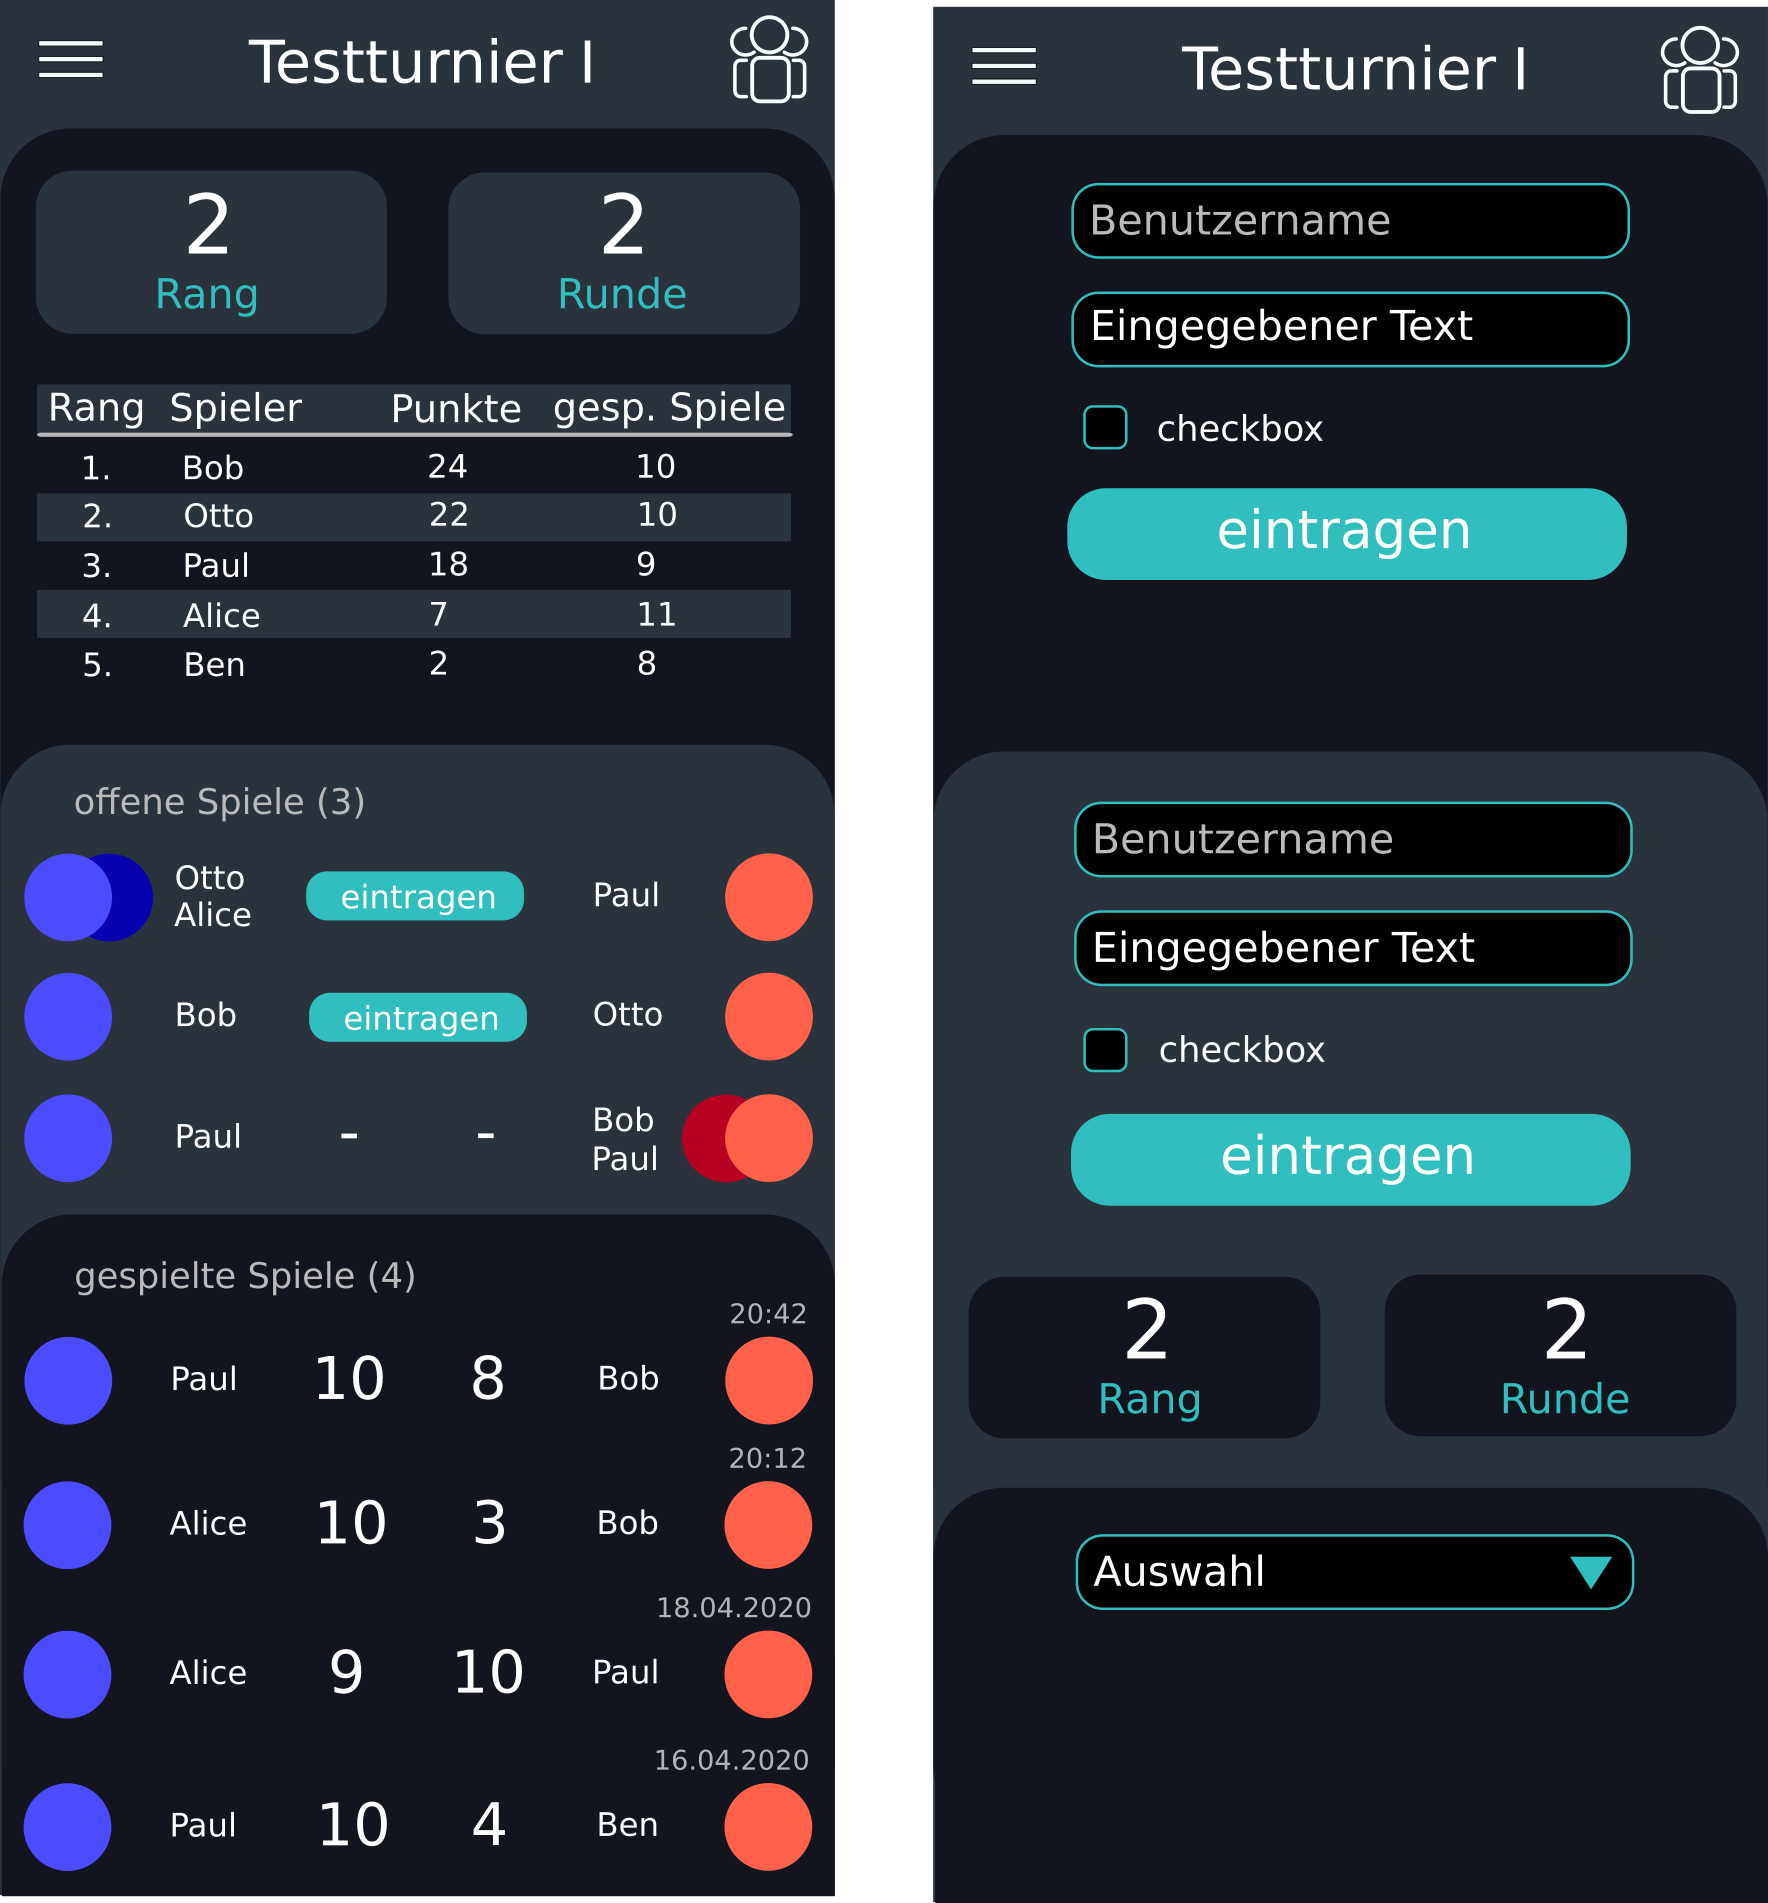 Testturnier I
2
Rang
2
Runde
Rang Spieler Punkte gesp. Spiele
1. Bob 24 10
2. Otto 22 10
3. Paul 18 9
4. Alice 7 11
5. Ben 2 8
offene Spiele (3)
Otto
Alice
eintragen
Paul
Bob
eintragen
Otto
Paul
- -
Bob
Paul
gespielte Spiele (4)
20:42
Paul 10 8 Bob
20:12
Alice 10 3 Bob
18.04.2020
Alice 9 10 Paul
16.04.2020
Paul 10 4 Ben
Testturnier I
Benutzername
Eingegebener Text
checkbox
eintragen
Benutzername
Eingegebener Text
checkbox
eintragen
2
Rang
2
Runde
Auswahl